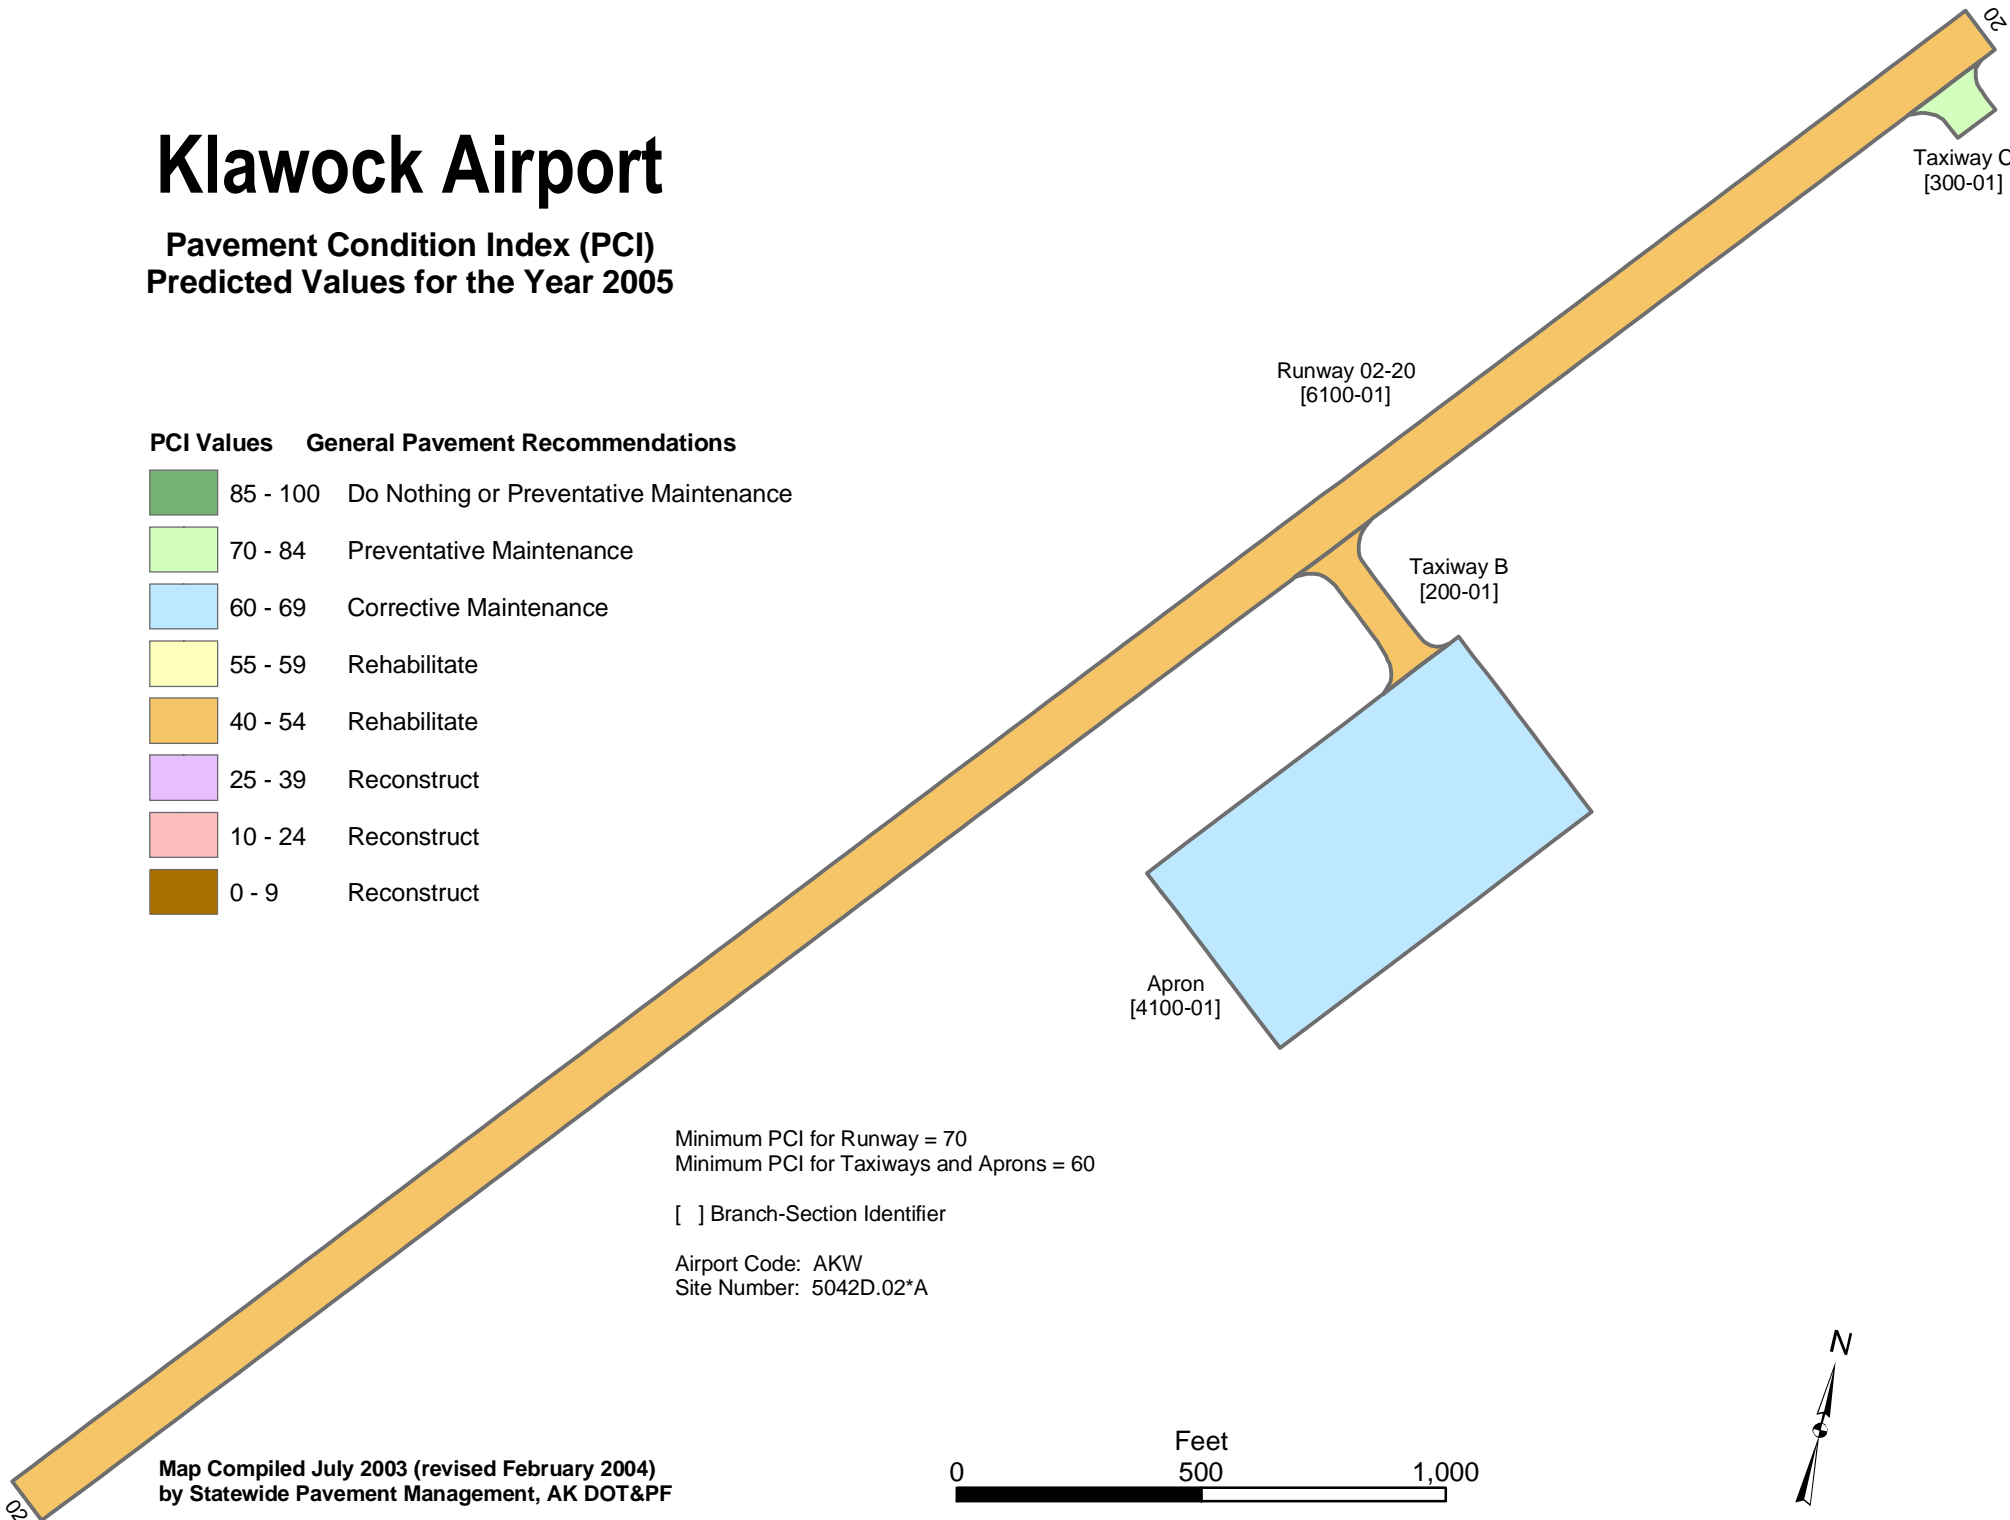 Klawock Airport
Pavement Condition Index (PCI)
Predicted Values for the Year 2005
20
Taxiway C
[300-01]
Runway 02-20
[6100-01]
PCI Values General Pavement Recommendations
85 - 100 Do Nothing or Preventative Maintenance
70 - 84 Preventative Maintenance
60 - 69 Corrective Maintenance
55 - 59 Rehabilitate
40 - 54 Rehabilitate
25 - 39 Reconstruct
10 - 24 Reconstruct
0 - 9 Reconstruct
Taxiway B
[200-01]
Apron
[4100-01]
Minimum PCI for Runway = 70
Minimum PCI for Taxiways and Aprons = 60
[ ] Branch-Section Identifier
Airport Code: AKW
Site Number: 5042D.02*A
N
Feet
0 500 1,000
Map Compiled July 2003 (revised February 2004)
by Statewide Pavement Management, AK DOT&PF
02